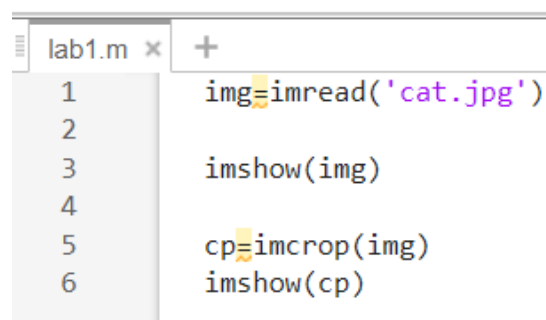 lab1.m × +
1 img=imread('cat.jpg')
2
3 imshow(img)
4
5 cp=imcrop(img)
6 imshow(cp)